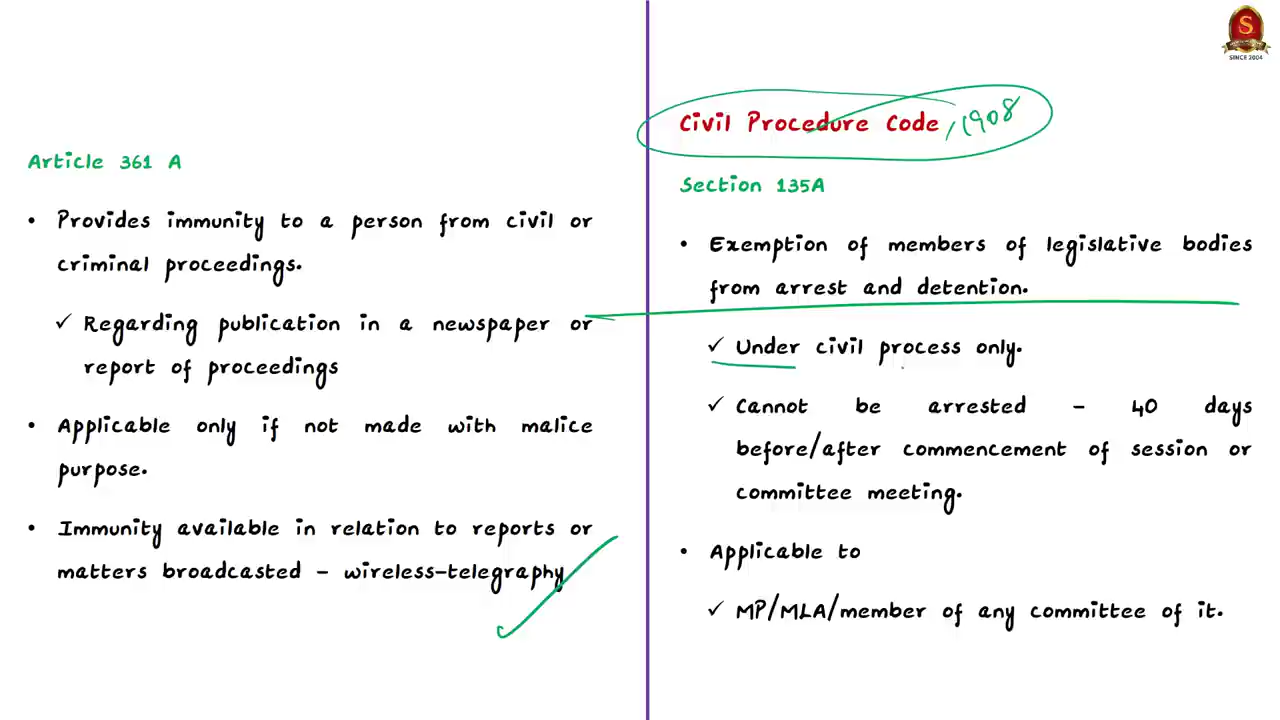 Article 361 A
• Provides immunity to a person from civil or
criminal proceedings.
✓ Regarding publication in a newspaper or
report of proceedings
• Applicable only if not made with malice
purpose.
• Immunity available in relation to reports or
matters broadcasted – wireless-telegraphy
Civil Procedure Code, 1908
Section 135A
• Exemption of members of legislative bodies
from arrest and detention.
✓ Under civil process only.
✓ Cannot be arrested – 40 days
before/after commencement of session or
committee meeting.
• Applicable to
✓ MP/MLA/member of any committee of it.
S
SINCE 2004